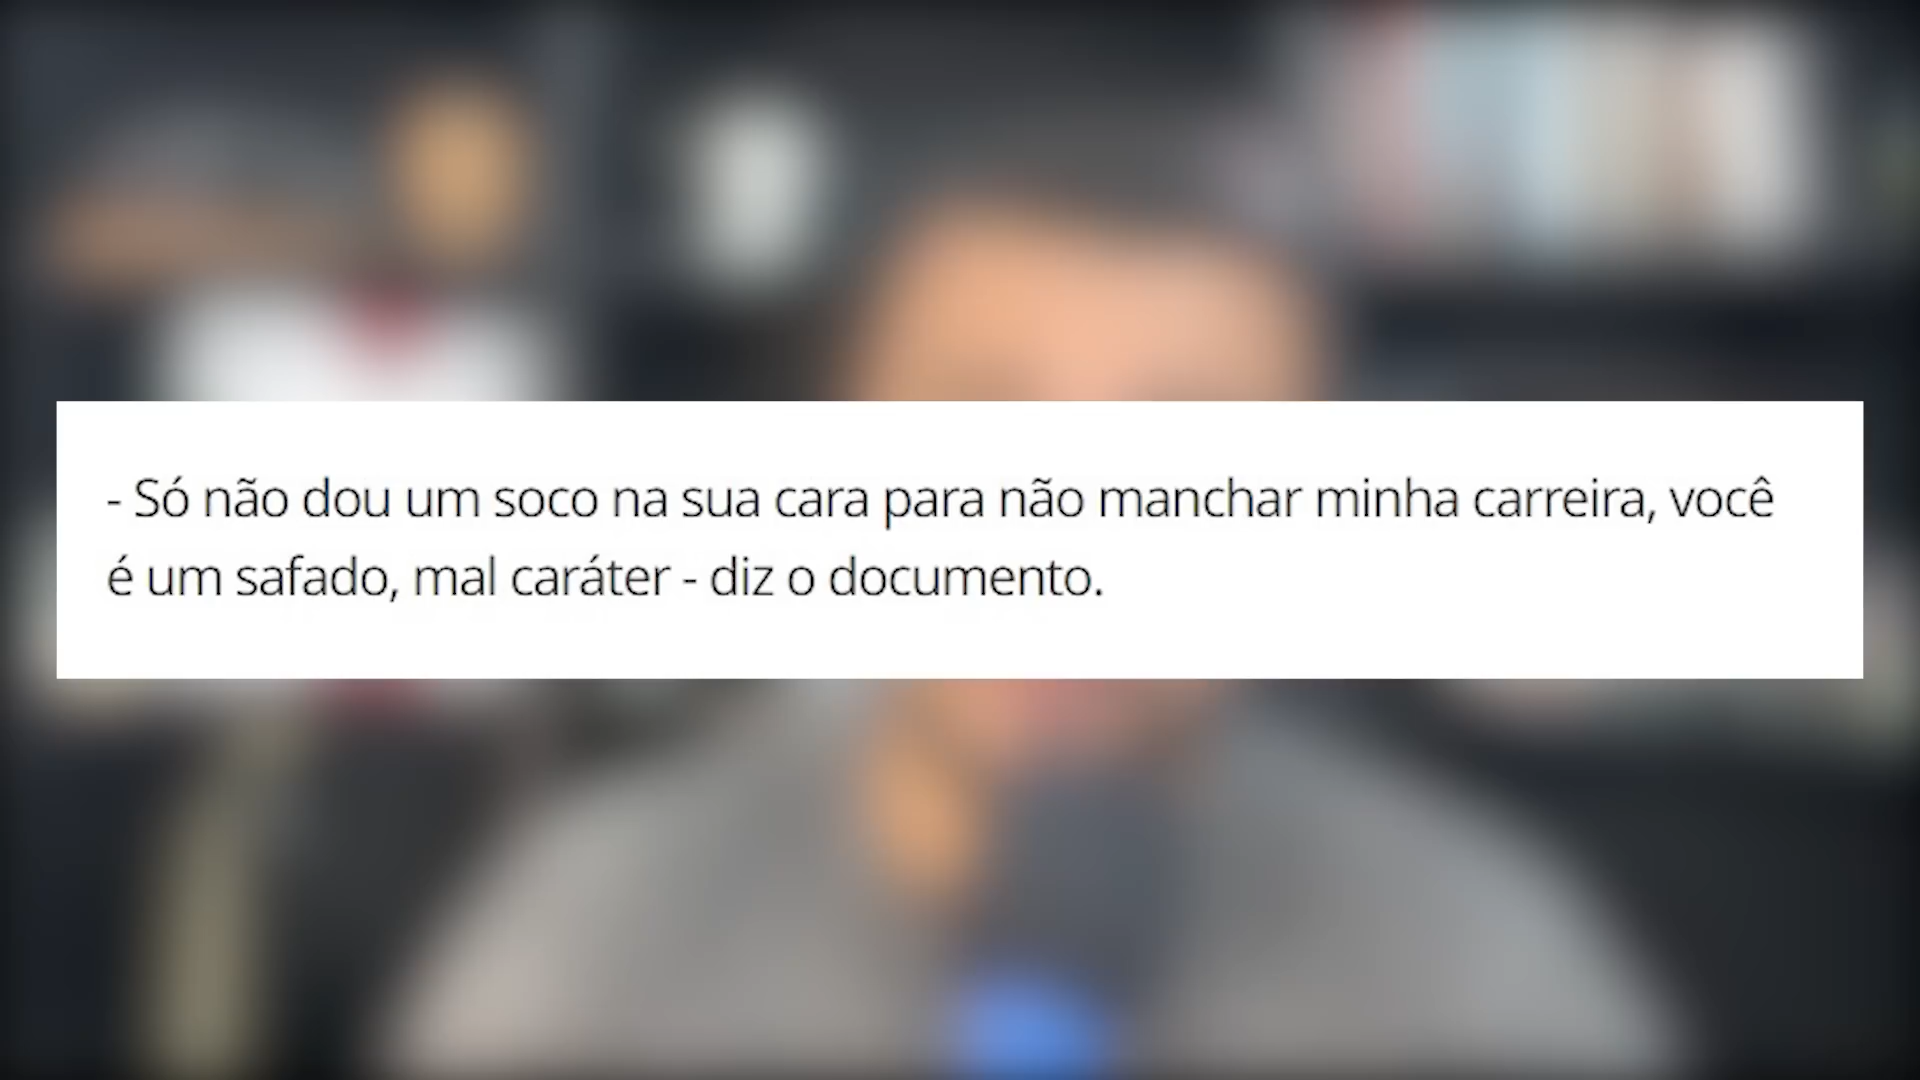 - Só não dou um soco na sua cara para não manchar minha carreira, você
é um safado, mal caráter - diz o documento.